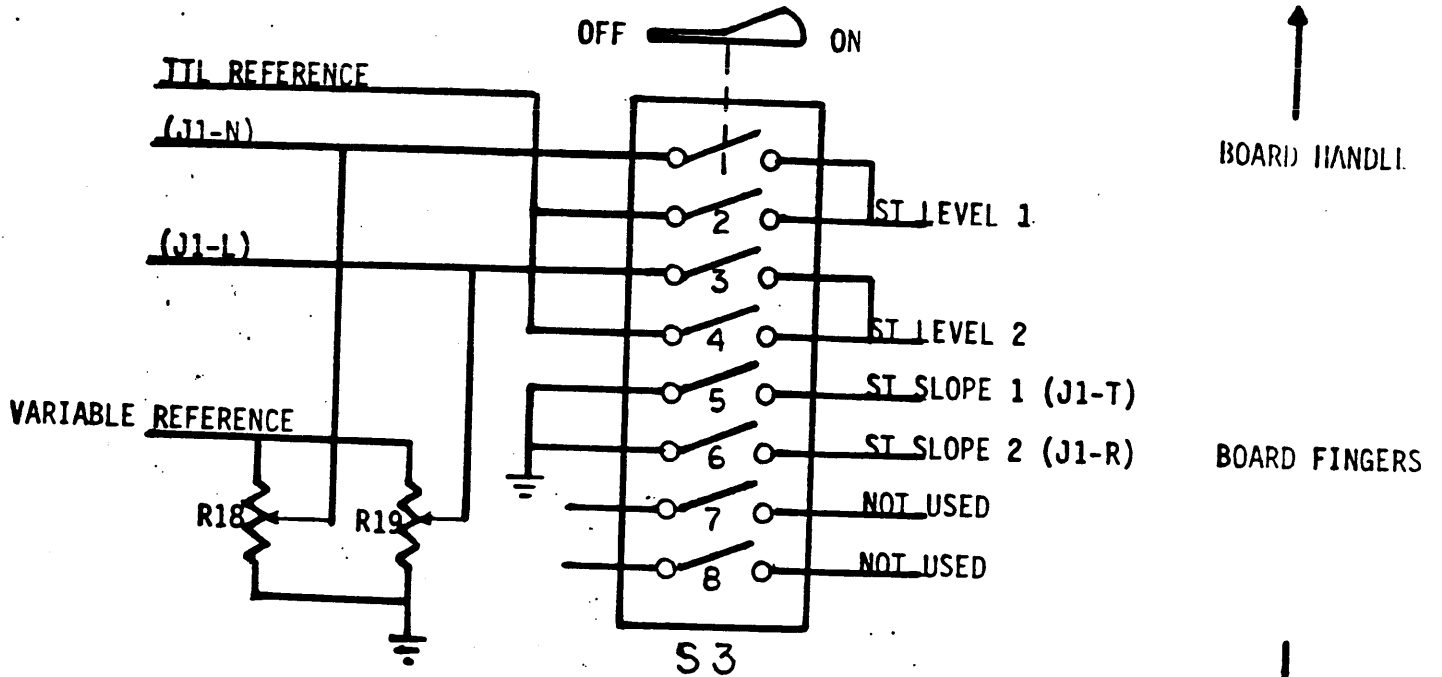 OFF ON
TTL REFERENCE
(J1-N)
BOARD HANDLE
1
2
ST LEVEL 1
(J1-L)
3
4
ST LEVEL 2
5
ST SLOPE 1 (J1-T)
VARIABLE REFERENCE
6
ST SLOPE 2 (J1-R)
BOARD FINGERS
R18
R19
7
NOT USED
8
NOT USED
S3